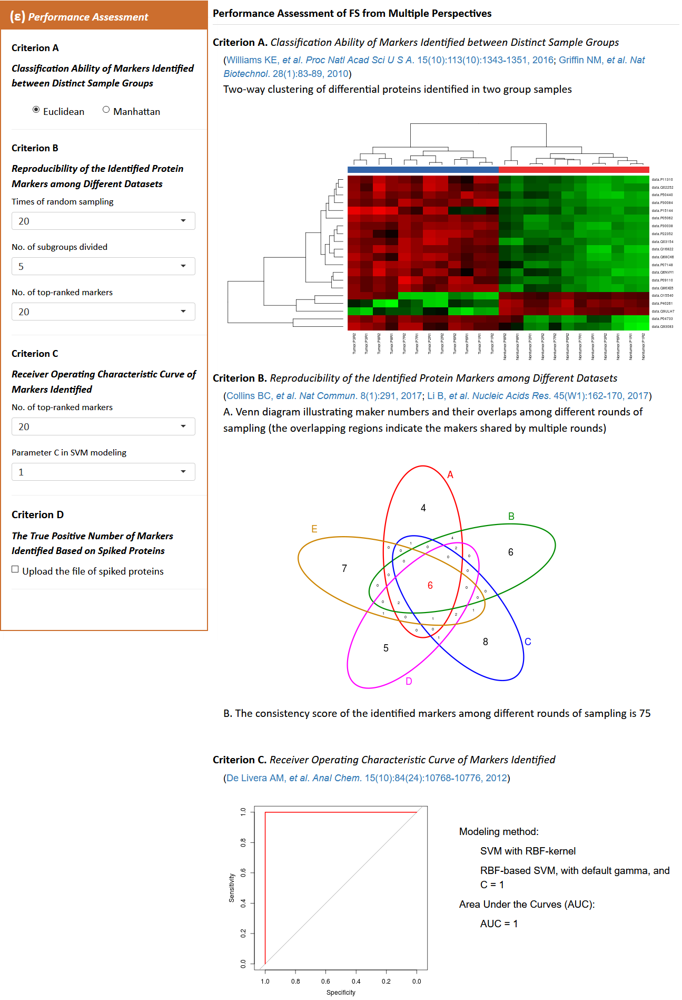 (ε) Performance Assessment
Criterion A
Classification Ability of Markers Identified
between Distinct Sample Groups
Euclidean
Manhattan
Criterion B
Reproducibility of the Identified Protein
Markers among Different Datasets
Times of random sampling
20
No. of subgroups divided
5
No. of top-ranked markers
20
Criterion C
Receiver Operating Characteristic Curve of
Markers Identified
No. of top-ranked markers
20
Parameter C in SVM modeling
1
Criterion D
The True Positive Number of Markers
Identified Based on Spiked Proteins
Upload the file of spiked proteins
Performance Assessment of FS from Multiple Perspectives
Criterion A. Classification Ability of Markers Identified between Distinct Sample Groups
(Williams KE, et al. Proc Natl Acad Sci U S A. 15(10):113(10):1343-1351, 2016; Griffin NM, et al. Nat
Biotechnol. 28(1):83-89, 2010)
Two-way clustering of differential proteins identified in two group samples
data.P11310
data.Q02252
data.P50440
data.P30084
data.P15144
data.P05062
data.P30038
data.P22352
data.Q03154
data.Q16822
data.Q68CK6
data.P07148
data.Q6NVY1
data.P09110
data.Q86XE5
data.O15540
data.P40261
data.Q9ULH7
data.P04733
data.Q93083
Tumor.P3R2
Tumor.P3R1
Tumor.P8R2
Tumor.P8R1
Tumor.P7R2
Tumor.P7R1
Tumor.P2R1
Tumor.P2R2
Tumor.P6R2
Tumor.P6R1
Tumor.P1R1
Tumor.P1R2
Nontumor.P8R2
Nontumor.P8R1
Nontumor.P2R1
Nontumor.P2R2
Nontumor.P7R2
Nontumor.P6R2
Nontumor.P7R1
Nontumor.P3R1
Nontumor.P3R2
Nontumor.P6R1
Nontumor.P1R1
Nontumor.P1R2
Criterion B. Reproducibility of the Identified Protein Markers among Different Datasets
(Collins BC, et al. Nat Commun. 8(1):291, 2017; Li B, et al. Nucleic Acids Res. 45(W1):162-170, 2017)
A. Venn diagram illustrating maker numbers and their overlaps among different rounds of
sampling (the overlapping regions indicate the makers shared by multiple rounds)
A
4
B
E
4
1
0
0
2
6
0
0
0
0
7
0
0
0
6
0
0
0
0
0
2
1
1
2
0
1
0
0
1
5
8
C
D
B. The consistency score of the identified markers among different rounds of sampling is 75
Criterion C. Receiver Operating Characteristic Curve of Markers Identified
(De Livera AM, et al. Anal Chem. 15(10):84(24):10768-10776, 2012)
1.0
0.8
0.6
0.4
0.2
0.0
Sensitivity
1.0 0.8 0.6 0.4 0.2 0.0
Specificity
Modeling method:
SVM with RBF-kernel
RBF-based SVM, with default gamma, and
C = 1
Area Under the Curves (AUC):
AUC = 1